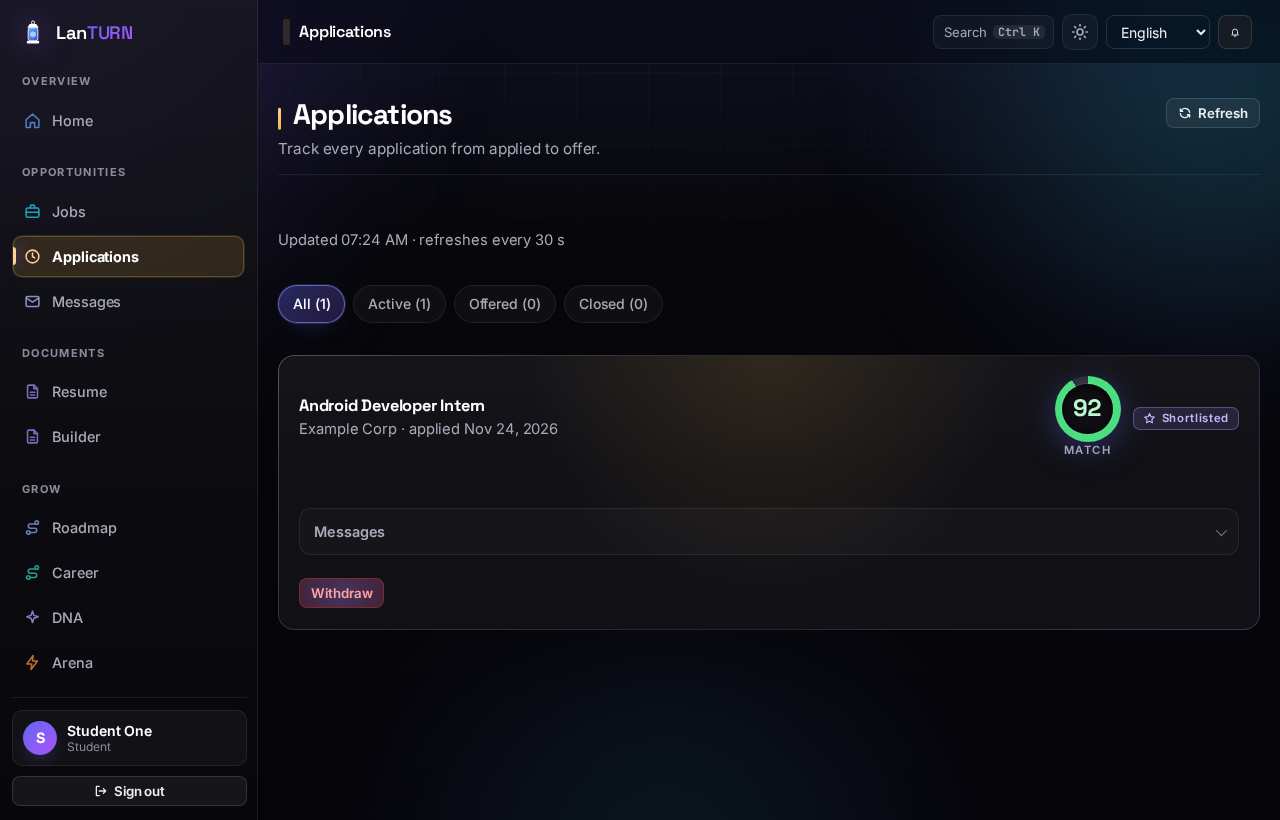 LanTURN
OVERVIEW
Home
OPPORTUNITIES
Jobs
Applications
Messages
DOCUMENTS
Resume
Builder
GROW
Roadmap
Career
DNA
Arena
S
Student One
Student
Sign out
Applications
Search Ctrl K
English
Applications
Refresh
Track every application from applied to offer.
Updated 07:24 AM · refreshes every 30 s
All (1)
Active (1)
Offered (0)
Closed (0)
Android Developer Intern
Example Corp · applied Nov 24, 2026
92
MATCH
Shortlisted
Messages
Withdraw